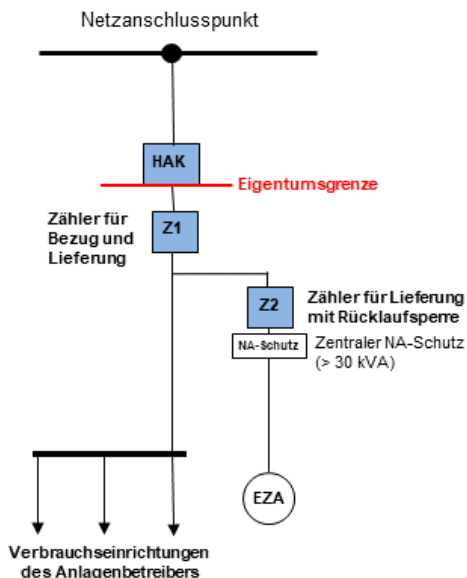 Netzanschlusspunkt
HAK
Eigentumsgrenze
Zähler für
Bezug und
Lieferung
Z1
Z2
Zähler für Lieferung
mit Rücklaufsperre
NA-Schutz
Zentraler NA-Schutz
(> 30 kVA)
EZA
Verbrauchseinrichtungen
des Anlagenbetreibers